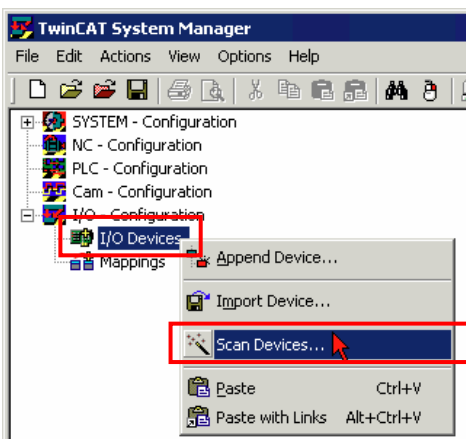 TwinCAT System Manager
File Edit Actions View Options Help
SYSTEM - Configuration
NC - Configuration
PLC - Configuration
Cam - Configuration
I/O - Configuration
I/O Devices
Mappings
Append Device...
Import Device...
Scan Devices...
Paste Ctrl+V
Paste with Links Alt+Ctrl+V